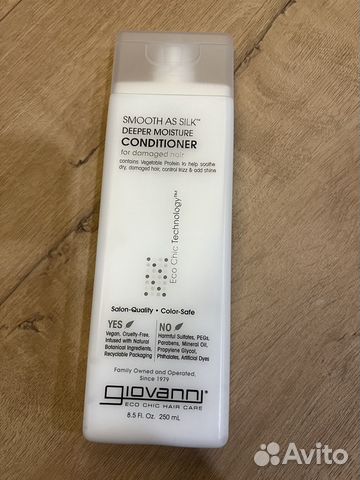 SMOOTH AS SILK™
DEEPER MOISTURE
CONDITIONER
for damaged hair
contains Vegetable Protein to help soothe
dry, damaged hair, control frizz & add shine
Eco Chic Technology™
Salon-Quality • Color-Safe
YES
Vegan, Cruelty-Free,
Infused with Natural
Botanical Ingredients,
Recyclable Packaging
NO
Harmful Sulfates, PEGs,
Parabens, Mineral Oil,
Propylene Glycol,
Phthalates, Artificial Dyes
Family Owned and Operated,
Since 1979
giovanni
ECO CHIC HAIR CARE
8.5 Fl. Oz. 250 mL
Avito